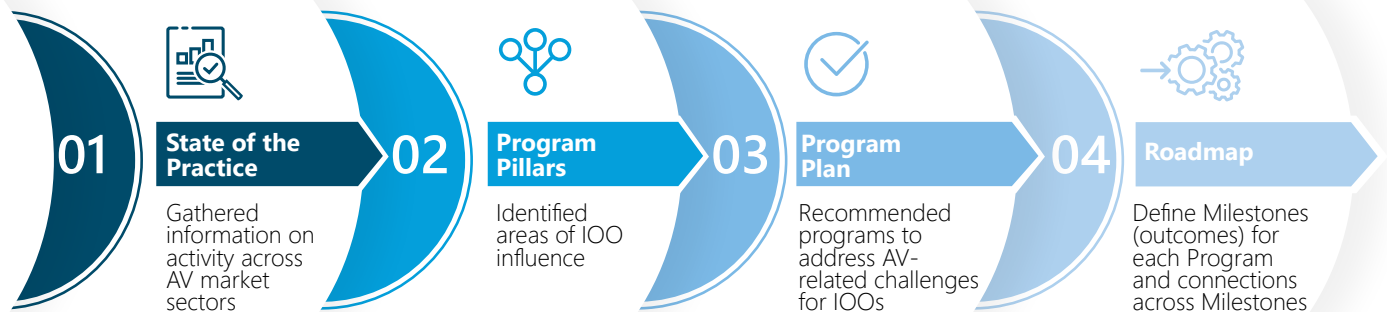 01
State of the
Practice
Gathered
information on
activity across
AV market
sectors
02
Program
Pillars
Identified
areas of IOO
influence
03
Program
Plan
Recommended
programs to
address AV-
related challenges
for IOOs
04
Roadmap
Define Milestones
(outcomes) for
each Program
and connections
across Milestones